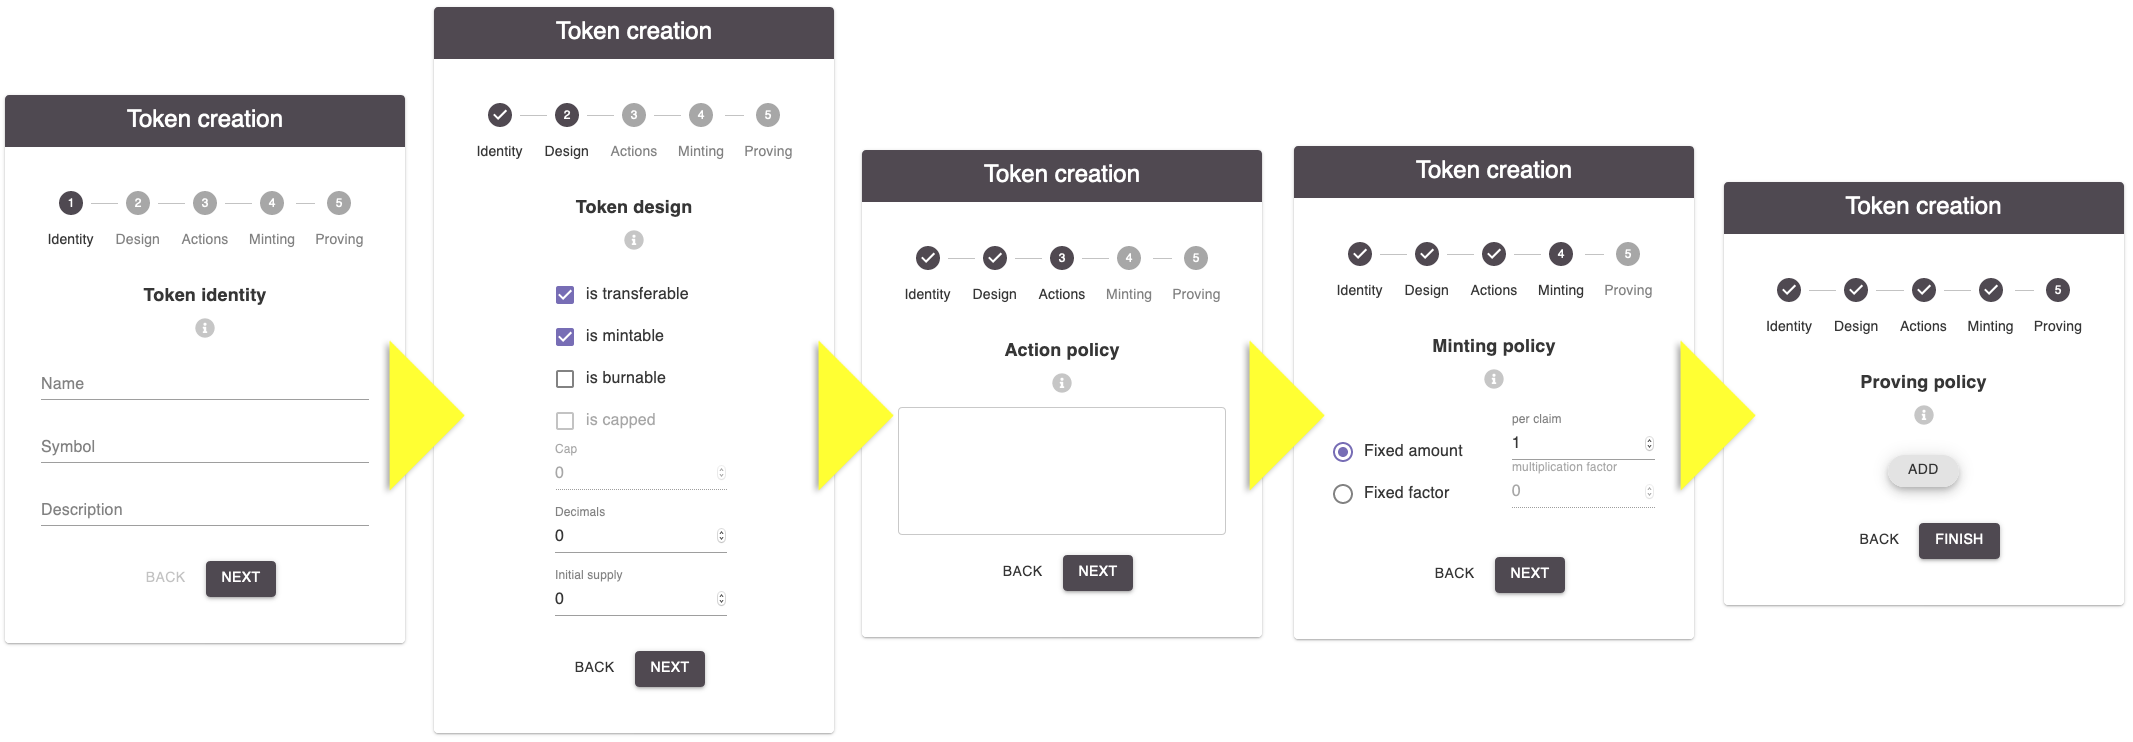 Token creation
1 2 3 4 5
Identity Design Actions Minting Proving
Token identity
i
Name
Symbol
Description
BACK NEXT
Token creation
2 3 4 5
Identity Design Actions Minting Proving
Token design
i
is transferable
is mintable
is burnable
is capped
Cap
0
Decimals
0
Initial supply
0
BACK NEXT
Token creation
3 4 5
Identity Design Actions Minting Proving
Action policy
i
BACK NEXT
Token creation
4 5
Identity Design Actions Minting Proving
Minting policy
i
per claim
Fixed amount 1
multiplication factor
Fixed factor 0
BACK NEXT
Token creation
5
Identity Design Actions Minting Proving
Proving policy
i
ADD
BACK FINISH